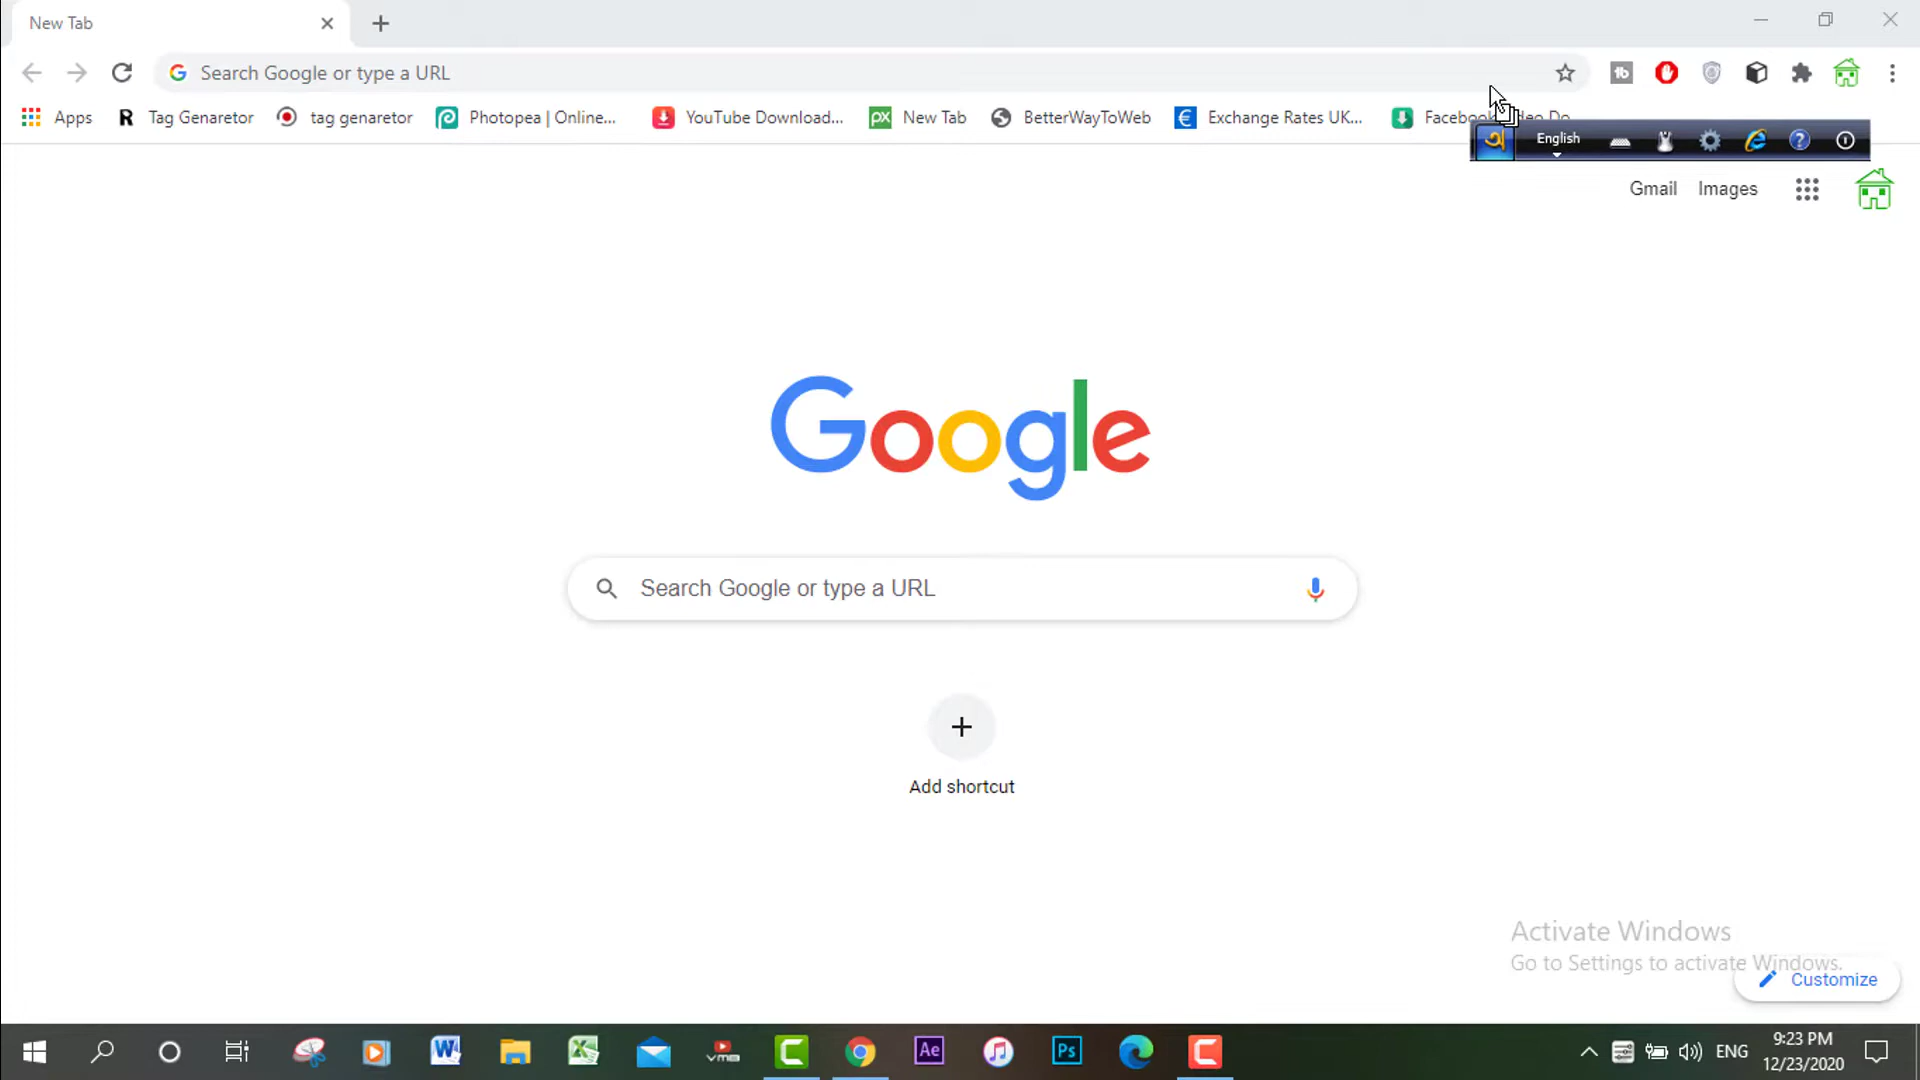 New Tab
Search Google or type a URL
Apps
Tag Genaretor
tag genaretor
Photopea | Online...
YouTube Download...
New Tab
BetterWayToWeb
Exchange Rates UK...
অ
English
Gmail
Images
Google
Search Google or type a URL
Add shortcut
Activate Windows
Go to Settings to activate Windows.
Customize
Ae
Ps
ENG
9:23 PM
12/23/2020